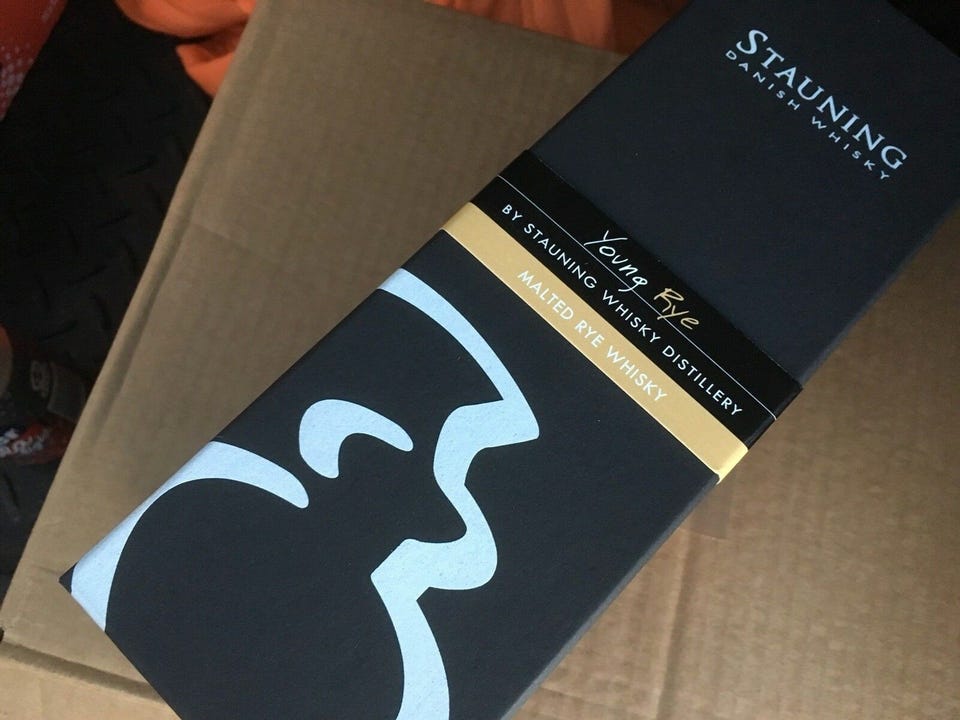 STAUNING
DANISH WHISKY
Young Rye
BY STAUNING WHISKY DISTILLERY
MALTED RYE WHISKY